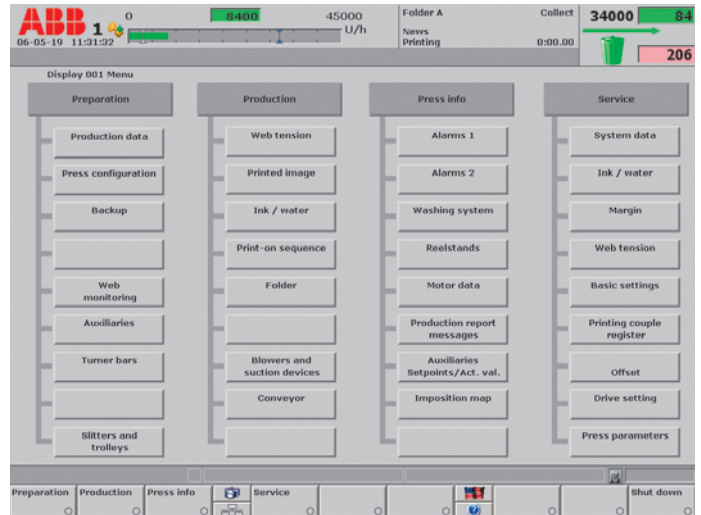 ABB
1
06-05-19 11:31:32
0
8400
45000
U/h
Folder A
Collect
News
Printing
0:00.00
34000
84
206
Display 001 Menu
Preparation
Production
Press info
Service
Production data
Press configuration
Backup
Web
monitoring
Auxiliaries
Turner bars
Slitters and
trolleys
Web tension
Printed image
Ink / water
Print-on sequence
Folder
Blowers and
suction devices
Conveyor
Alarms 1
Alarms 2
Washing system
Reelstands
Motor data
Production report
messages
Auxiliaries
Setpoints/Act. val.
Imposition map
System data
Ink / water
Margin
Web tension
Basic settings
Printing couple
register
Offset
Drive setting
Press parameters
Preparation
Production
Press info
Service
Shut down